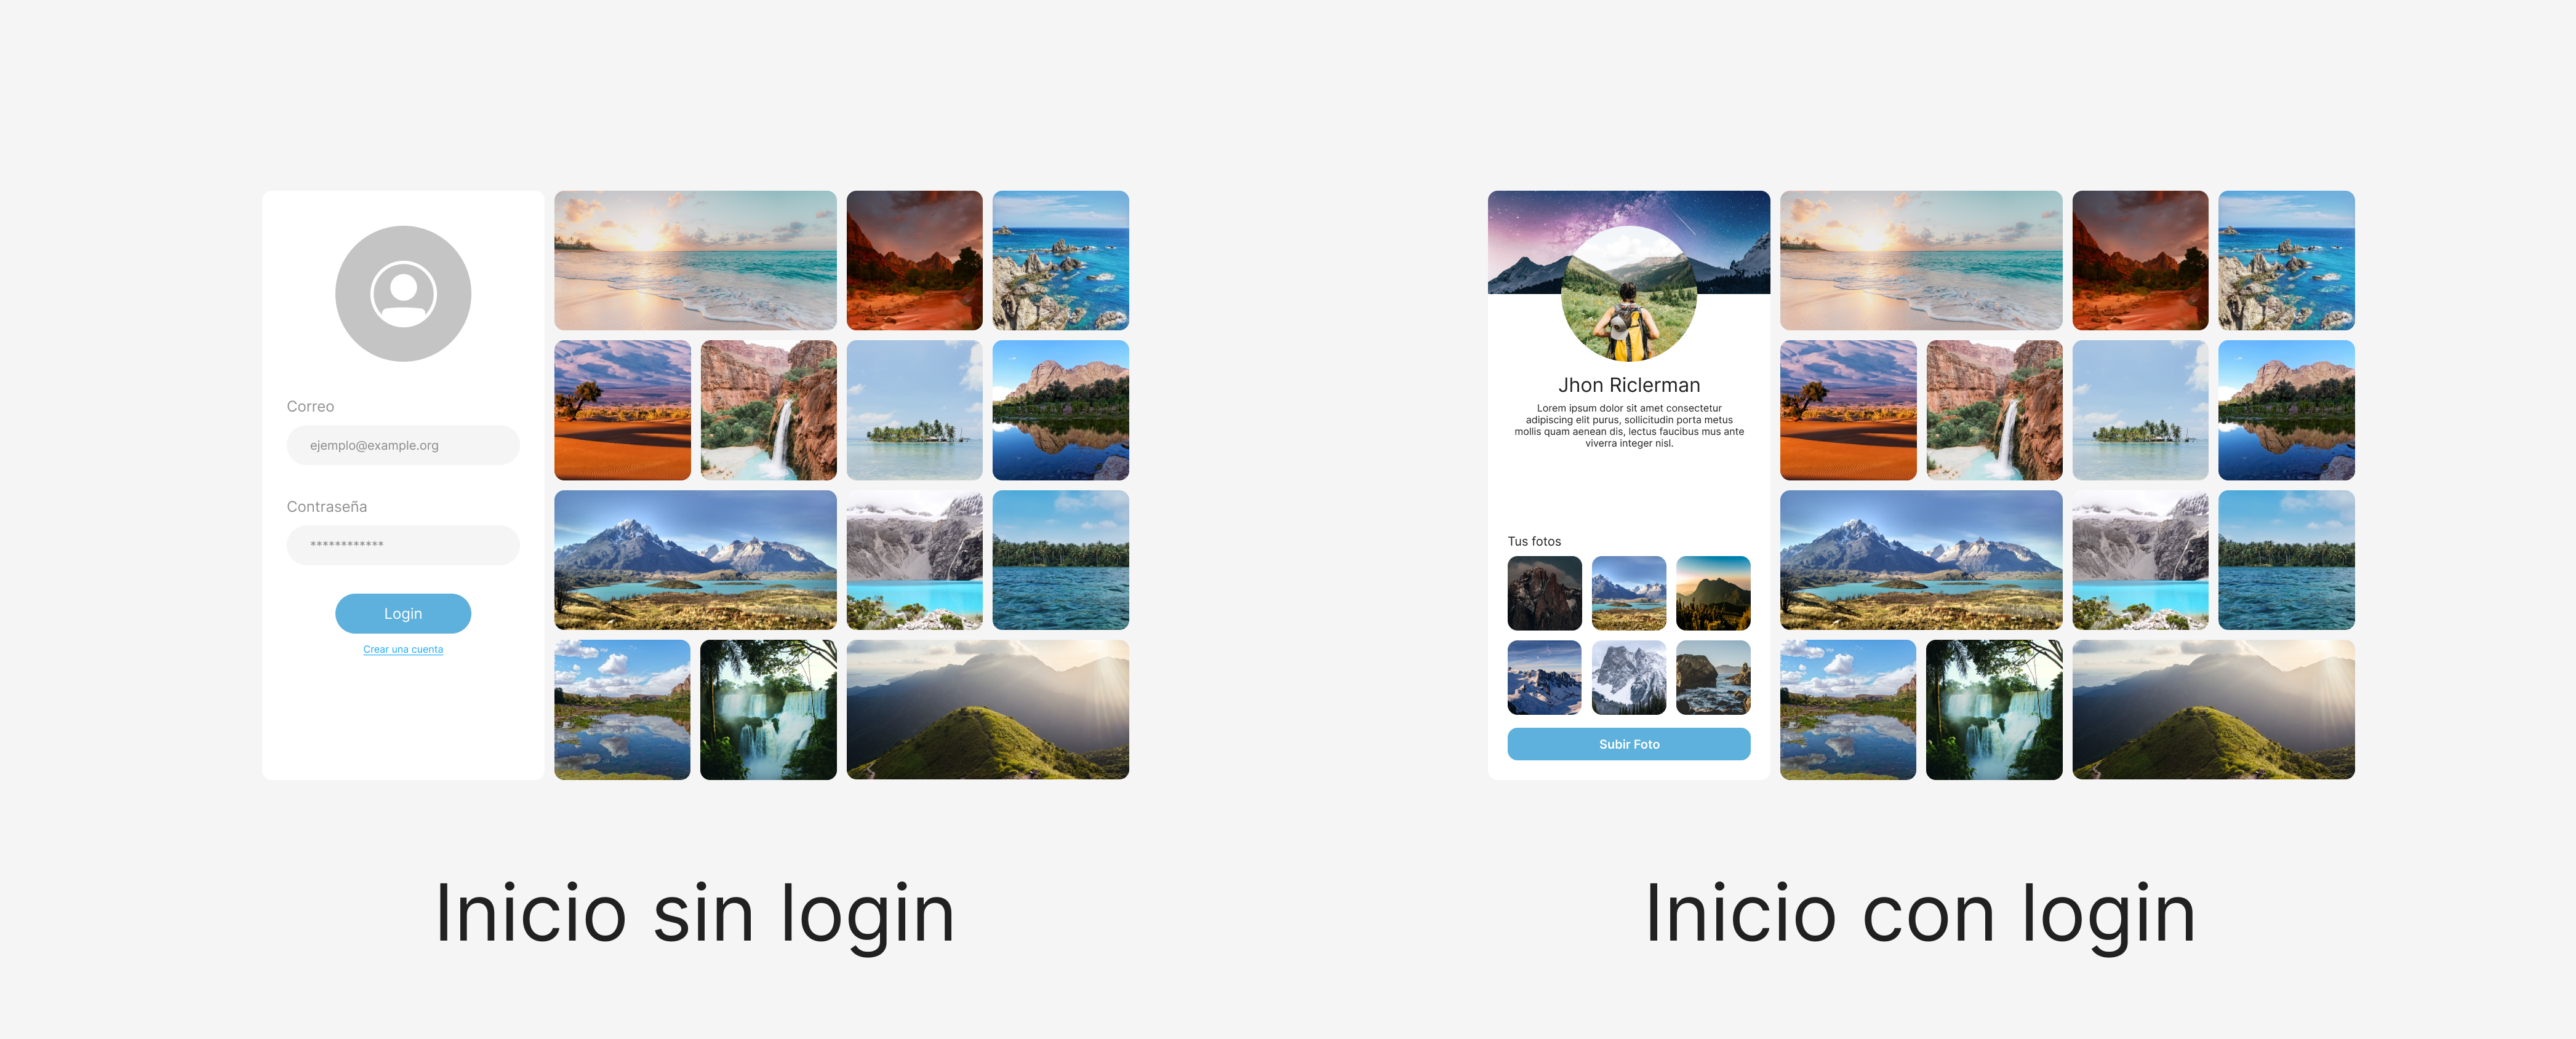 Correo
ejemplo@example.org
Contraseña
************
Login
Crear una cuenta
Inicio sin login
Jhon Riclerman
Lorem ipsum dolor sit amet consectetur
adipiscing elit purus, sollicitudin porta metus
mollis quam aenean dis, lectus faucibus mus ante
viverra integer nisl.
Tus fotos
Subir Foto
Inicio con login